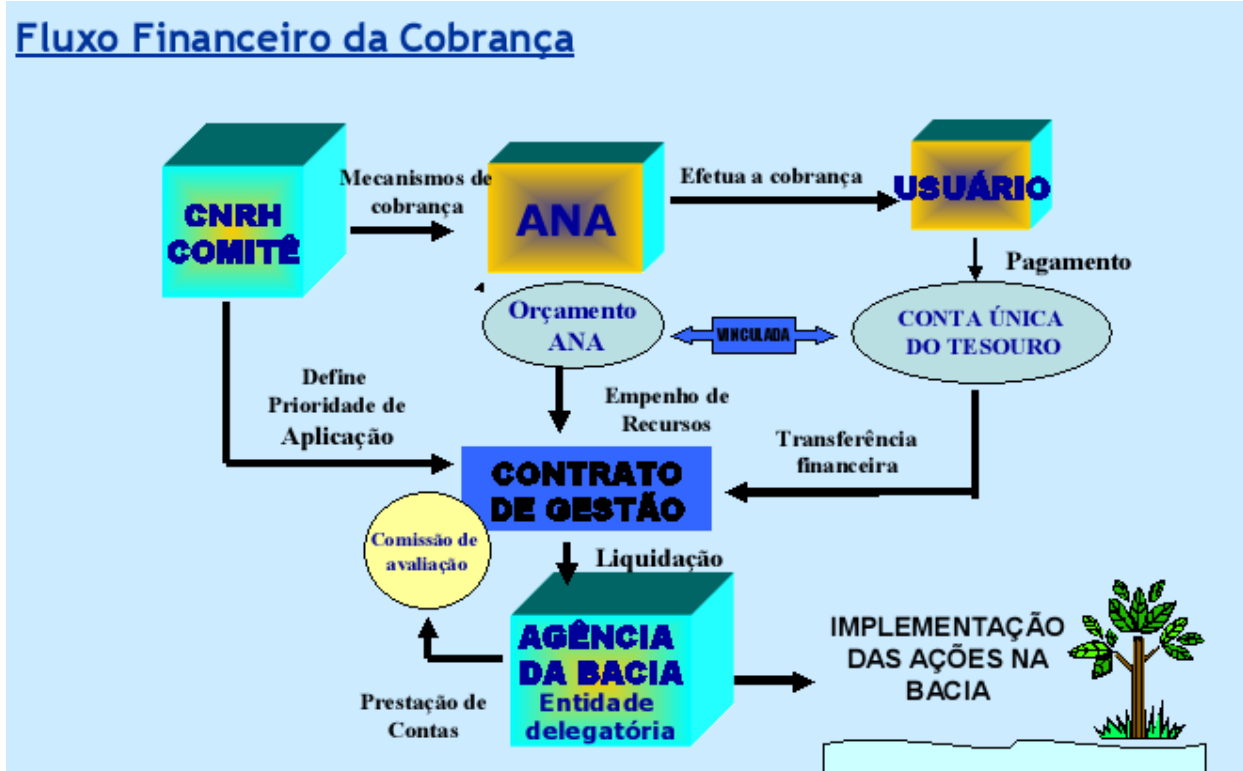 Fluxo Financeiro da Cobrança
CNRH
COMITÊ
Mecanismos de
cobrança
ANA
Efetua a cobrança
USUÁRIO
Pagamento
Orçamento
ANA
VINCULADA
CONTA ÚNICA
DO TESOURO
Define
Prioridade de
Aplicação
Empenho de
Recursos
Transferência
financeira
CONTRATO
DE GESTÃO
Comissão de
avaliação
Liquidação
AGÊNCIA
DA BACIA
Entidade
delegatória
Prestação de
Contas
IMPLEMENTAÇÃO
DAS AÇÕES NA
BACIA